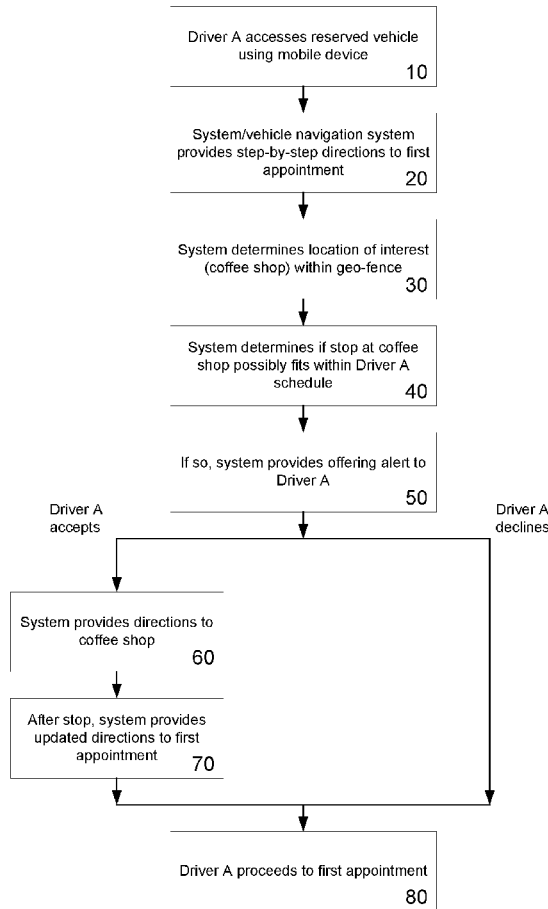 Driver A accesses reserved vehicle
using mobile device
10
System/vehicle navigation system
provides step-by-step directions to first
appointment
20
System determines location of interest
(coffee shop) within geo-fence
30
System determines if stop at coffee
shop possibly fits within Driver A
schedule
40
If so, system provides offering alert to
Driver A
50
Driver A
accepts
Driver A
declines
System provides directions to
coffee shop
60
After stop, system provides
updated directions to first
appointment
70
Driver A proceeds to first appointment
80